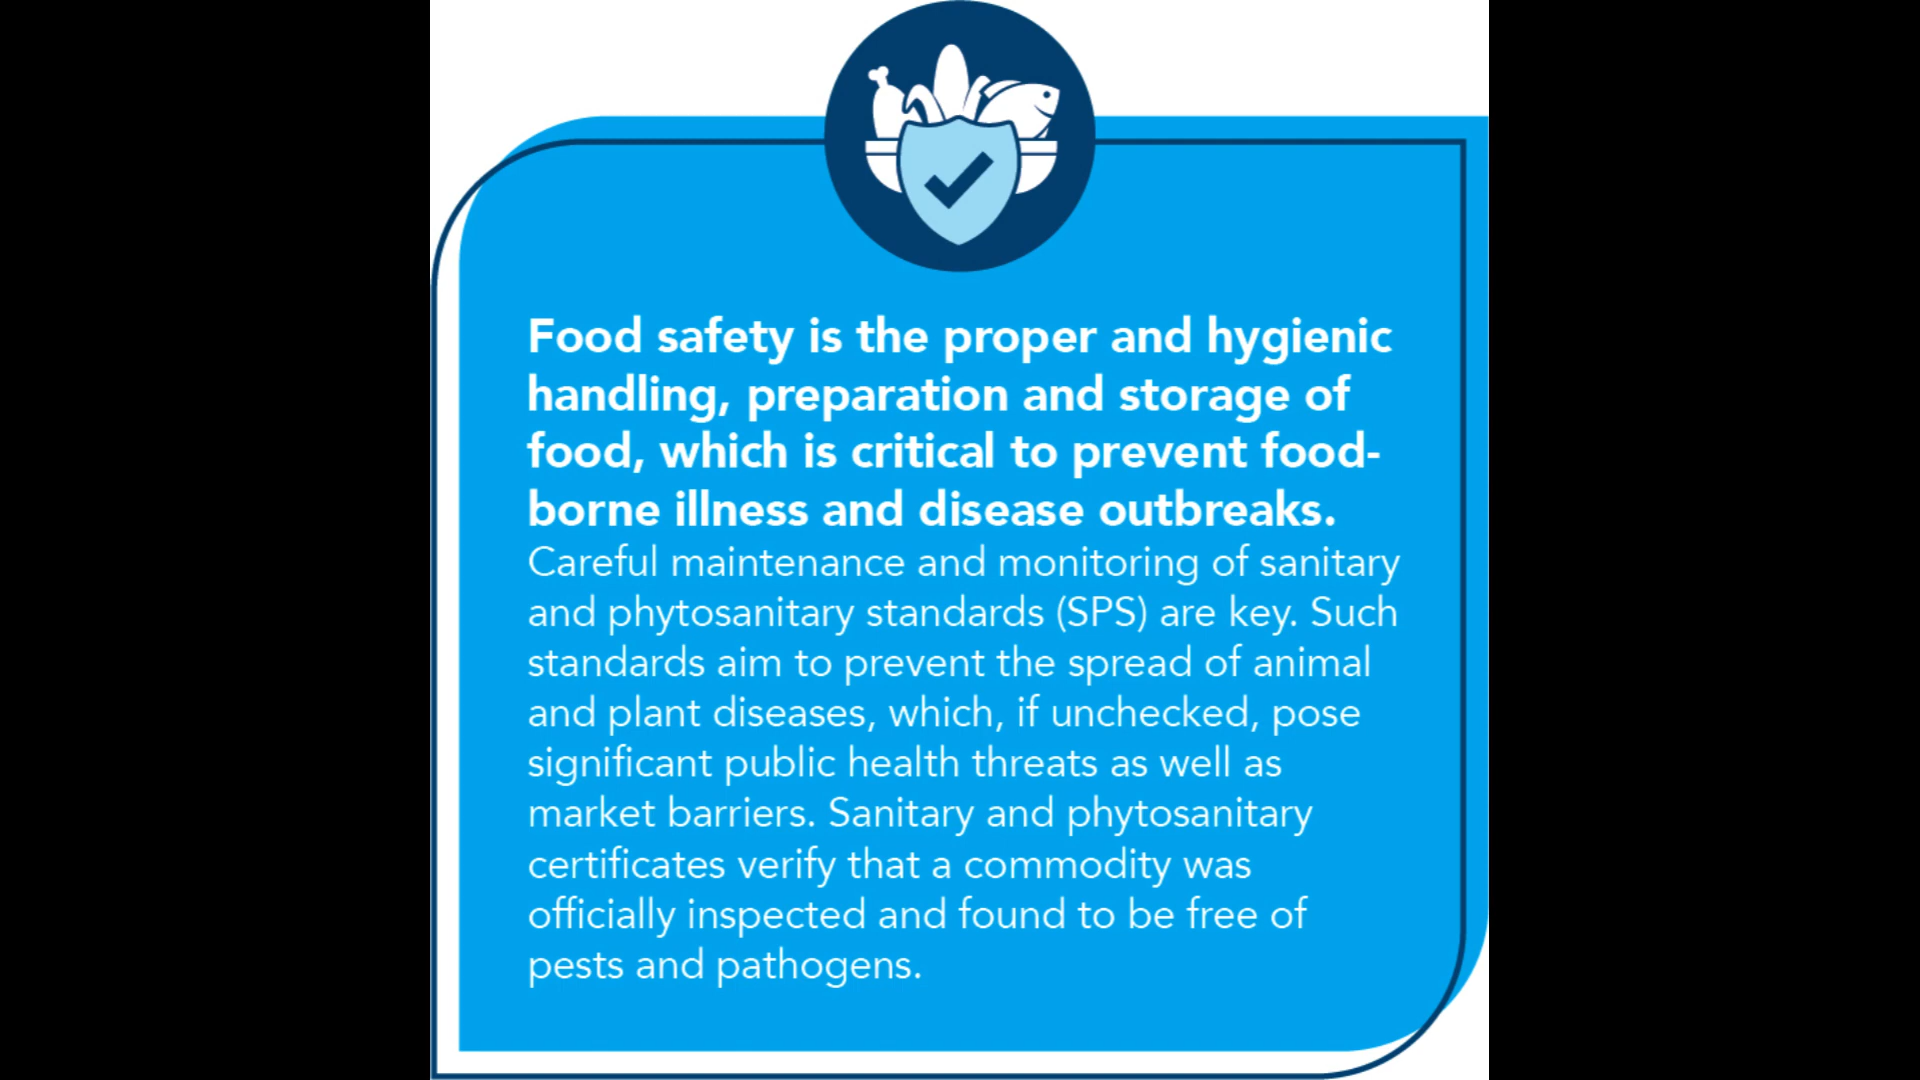 Food safety is the proper and hygienic
handling, preparation and storage of
food, which is critical to prevent food-
borne illness and disease outbreaks.
Careful maintenance and monitoring of sanitary
and phytosanitary standards (SPS) are key. Such
standards aim to prevent the spread of animal
and plant diseases, which, if unchecked, pose
significant public health threats as well as
market barriers. Sanitary and phytosanitary
certificates verify that a commodity was
officially inspected and found to be free of
pests and pathogens.